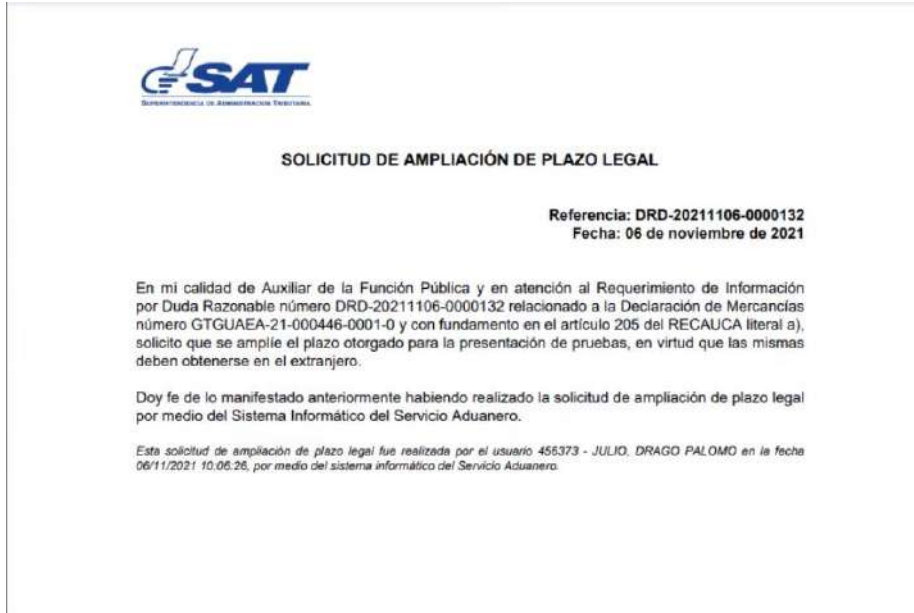 SAT
SUPERINTENDENCIA DE ADMINISTRACIÓN TRIBUTARIA
SOLICITUD DE AMPLIACIÓN DE PLAZO LEGAL
Referencia: DRD-20211106-0000132
Fecha: 06 de noviembre de 2021
En mi calidad de Auxiliar de la Función Pública y en atención al Requerimiento de Información
por Duda Razonable número DRD-20211106-0000132 relacionado a la Declaración de Mercancías
número GTGUAEA-21-000446-0001-0 y con fundamento en el artículo 205 del RECAUCA literal a),
solicito que se amplíe el plazo otorgado para la presentación de pruebas, en virtud que las mismas
deben obtenerse en el extranjero.
Doy fe de lo manifestado anteriormente habiendo realizado la solicitud de ampliación de plazo legal
por medio del Sistema Informático del Servicio Aduanero.
Esta solicitud de ampliación de plazo legal fue realizada por el usuario 456373 - JULIO, DRAGO PALOMO en la fecha
06/11/2021 10:06:26, por medio del sistema informático del Servicio Aduanero.